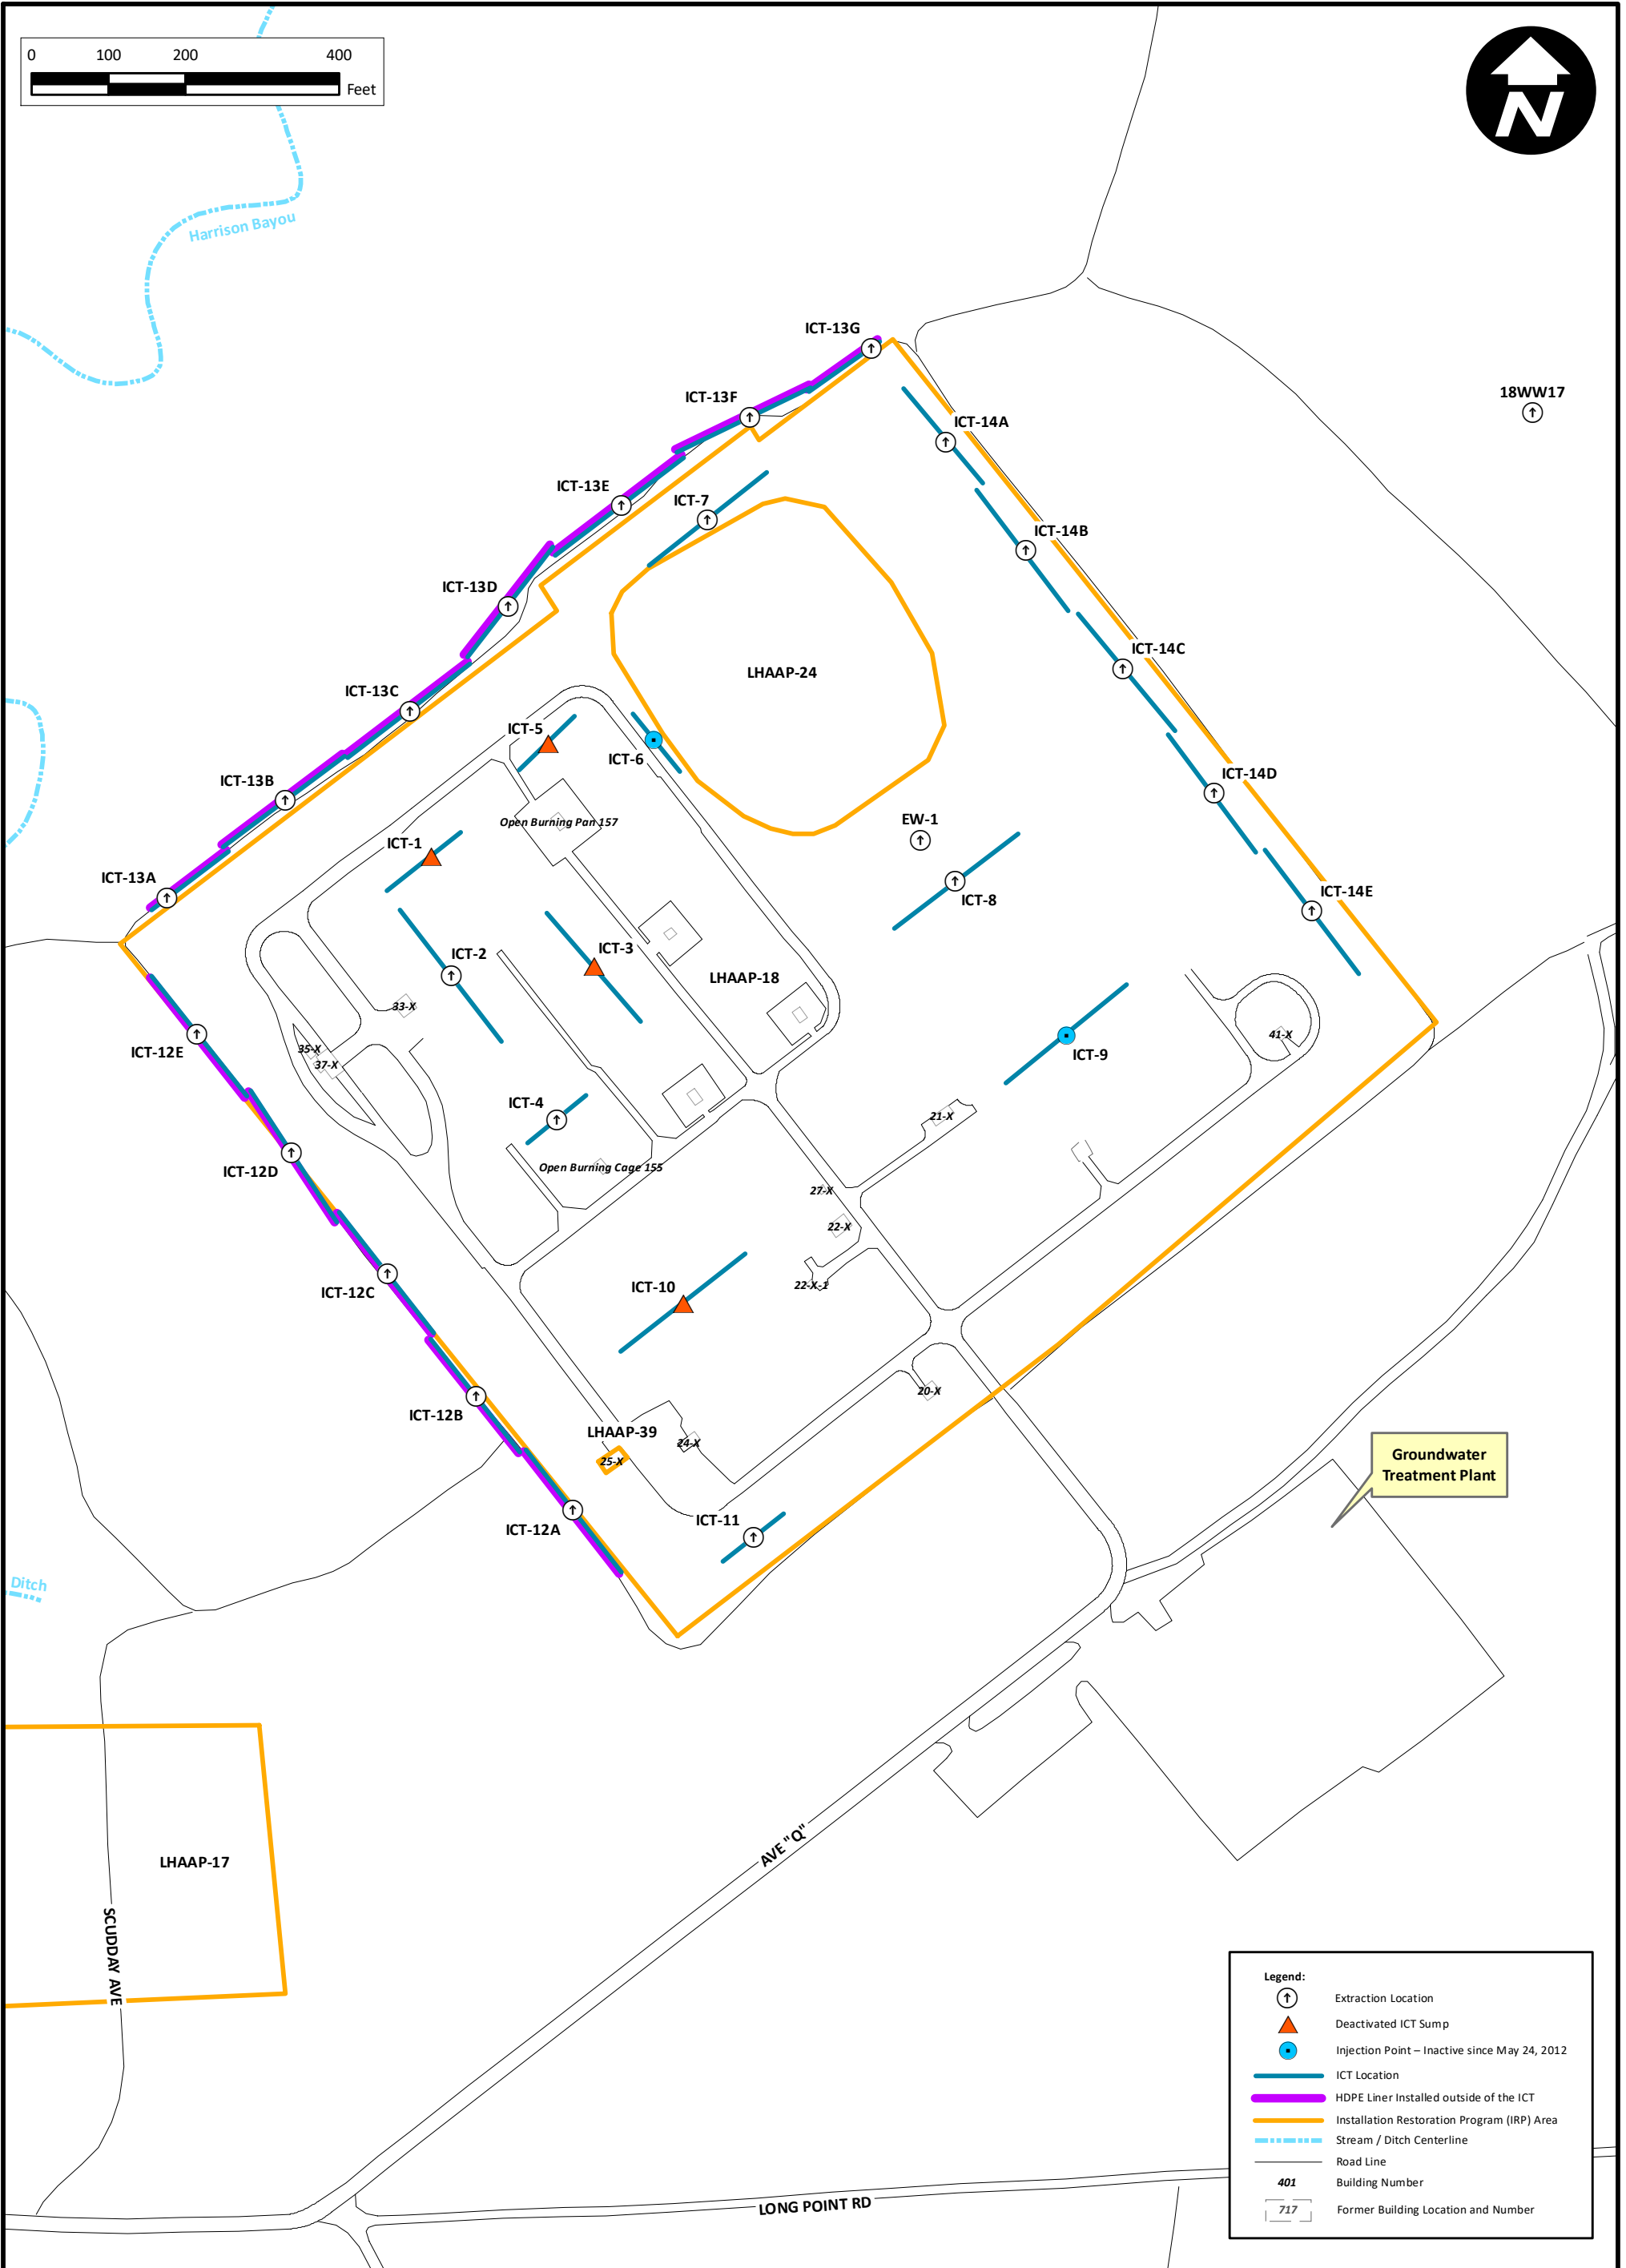 0 100 200 400
Feet
N
Harrison Bayou
ICT-13G
ICT-13F
18WW17
ICT-14A
ICT-13E
ICT-7
ICT-14B
ICT-13D
ICT-14C
LHAAP-24
ICT-13C
ICT-5
ICT-6
ICT-14D
ICT-13B
Open Burning Pan 157
EW-1
ICT-1
ICT-13A
ICT-14E
ICT-8
ICT-3
ICT-2
LHAAP-18
33-X
41-X
35-X
ICT-12E
ICT-9
37-X
ICT-4
21-X
Open Burning Cage 155
ICT-12D
27-X
22-X
22-X-1
ICT-10
ICT-12C
20-X
ICT-12B
LHAAP-39
24-X
25-X
Groundwater
Treatment Plant
ICT-11
ICT-12A
Ditch
AVE "Q"
LHAAP-17
SCUDDAY AVE
LONG POINT RD
Legend:
Extraction Location
Deactivated ICT Sump
Injection Point – Inactive since May 24, 2012
ICT Location
HDPE Liner Installed outside of the ICT
Installation Restoration Program (IRP) Area
Stream / Ditch Centerline
Road Line
401 Building Number
717 Former Building Location and Number